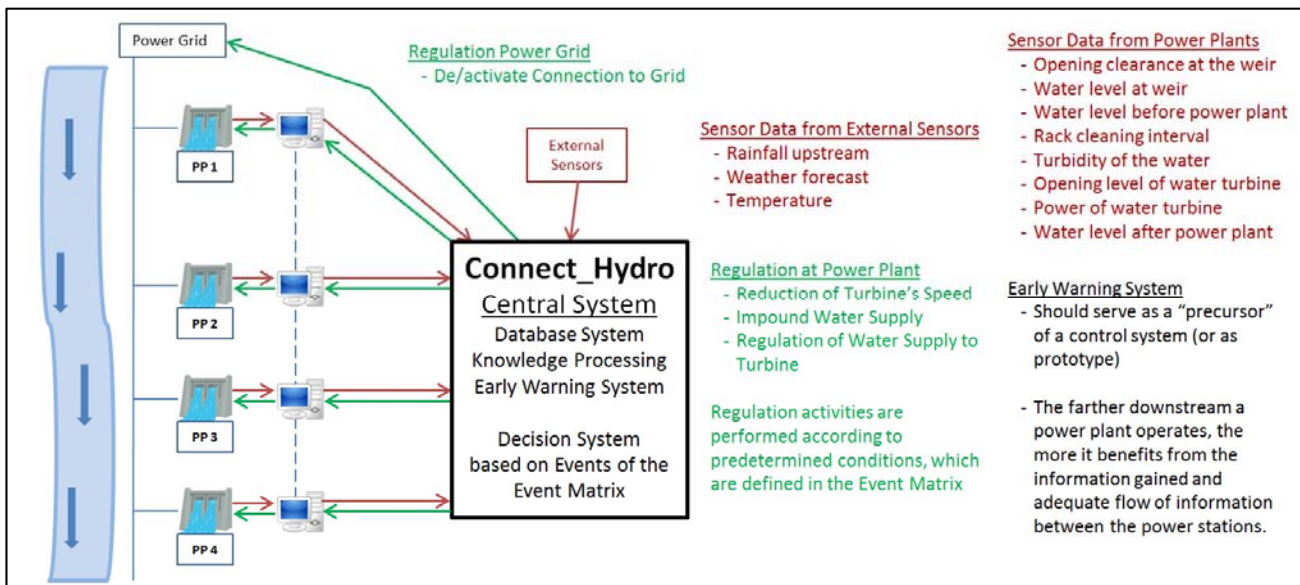 Power Grid
PP 1
PP 2
PP 3
PP 4
Regulation Power Grid
- De/activate Connection to Grid
External
Sensors
Connect_Hydro
Central System
Database System
Knowledge Processing
Early Warning System
Decision System
based on Events of the
Event Matrix
Sensor Data from External Sensors
- Rainfall upstream
- Weather forecast
- Temperature
Regulation at Power Plant
- Reduction of Turbine's Speed
- Impound Water Supply
- Regulation of Water Supply to
Turbine
Regulation activities are
performed according to
predetermined conditions, which
are defined in the Event Matrix
Sensor Data from Power Plants
- Opening clearance at the weir
- Water level at weir
- Water level before power plant
- Rack cleaning interval
- Turbidity of the water
- Opening level of water turbine
- Power of water turbine
- Water level after power plant
Early Warning System
- Should serve as a “precursor”
of a control system (or as
prototype)
- The farther downstream a
power plant operates, the
more it benefits from the
information gained and
adequate flow of information
between the power stations.